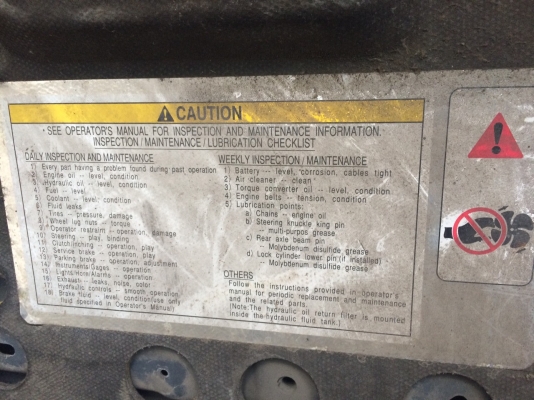 CAUTION
• SEE OPERATOR'S MANUAL FOR INSPECTION AND MAINTENANCE INFORMATION.
INSPECTION / MAINTENANCE / LUBRICATION CHECKLIST
DAILY INSPECTION AND MAINTENANCE
1) Every part having a problem found during past operation
2) Engine oil -- level, condition
3) Hydraulic oil -- level, condition
4) Fuel -- level
5) Coolant -- level, condition
6) Fluid leaks
7) Tires -- pressure, damage
8) Wheel lug nuts -- torque
9) Operator restraint -- operation, damage
10) Steering -- play, binding
11) Clutch/inching -- operation, play
12) Service brake -- operation, play
13) Parking brake -- operation, adjustment
14) Instruments/Gages -- operation
15) Lights/Horn/Alarms -- operation
16) Exhaust -- leaks, noise, color
17) Hydraulic controls -- smooth, operation
18) Brake fluid -- level, condition(use only
fluid specified in Operator's Manual)
WEEKLY INSPECTION / MAINTENANCE
1) Battery -- level, corrosion, cables tight
2) Air cleaner -- clean
3) Torque converter oil -- level, condition
4) Engine belts -- tension, condition
5) Lubrication points:
a) Chains -- engine oil
b) Steering knuckle king pin
-- multi-purpos grease
c) Rear axle beam pin
-- Molybdenum disulfide grease
d) Lock cylinder lower pin(if installed)
-- Molybdenum disulfide grease
OTHERS
Follow the instructions provided in operator's
manual for periodic replacement and maintenance
and the related parts.
(Note:The hydraulic oil return filter is mounted
inside the hydraulic fluid tank.)